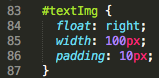 83 #textImg {
84 float: right;
85 width: 100px;
86 padding: 10px;
87 }